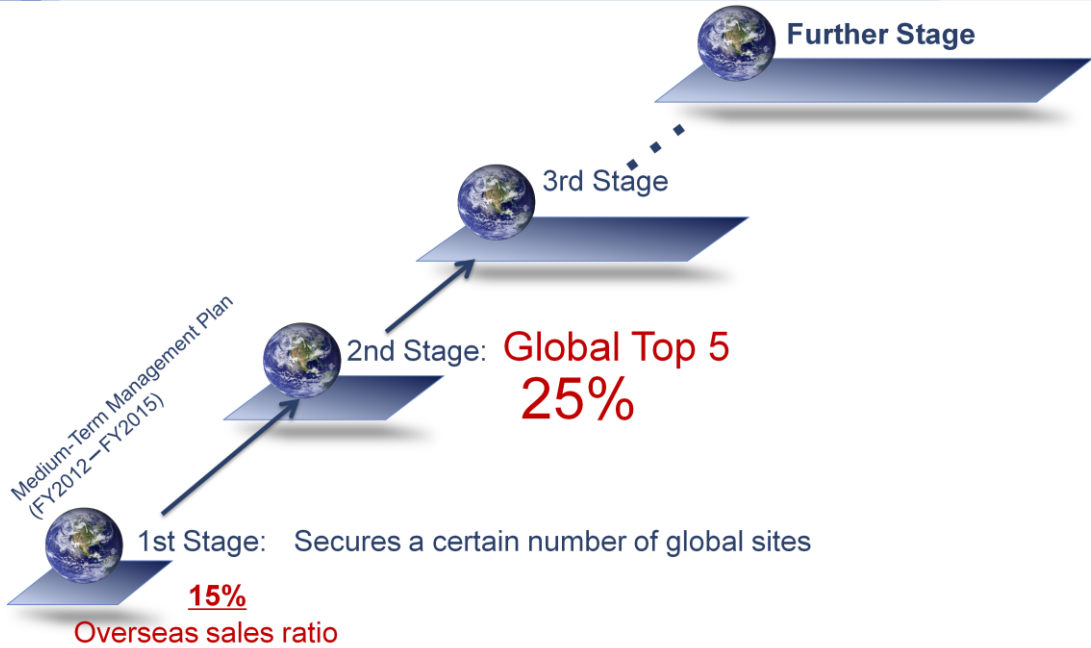 Further Stage
3rd Stage
2nd Stage: Global Top 5
25%
Medium-Term Management Plan
(FY2012－FY2015)
1st Stage: Secures a certain number of global sites
15%
Overseas sales ratio